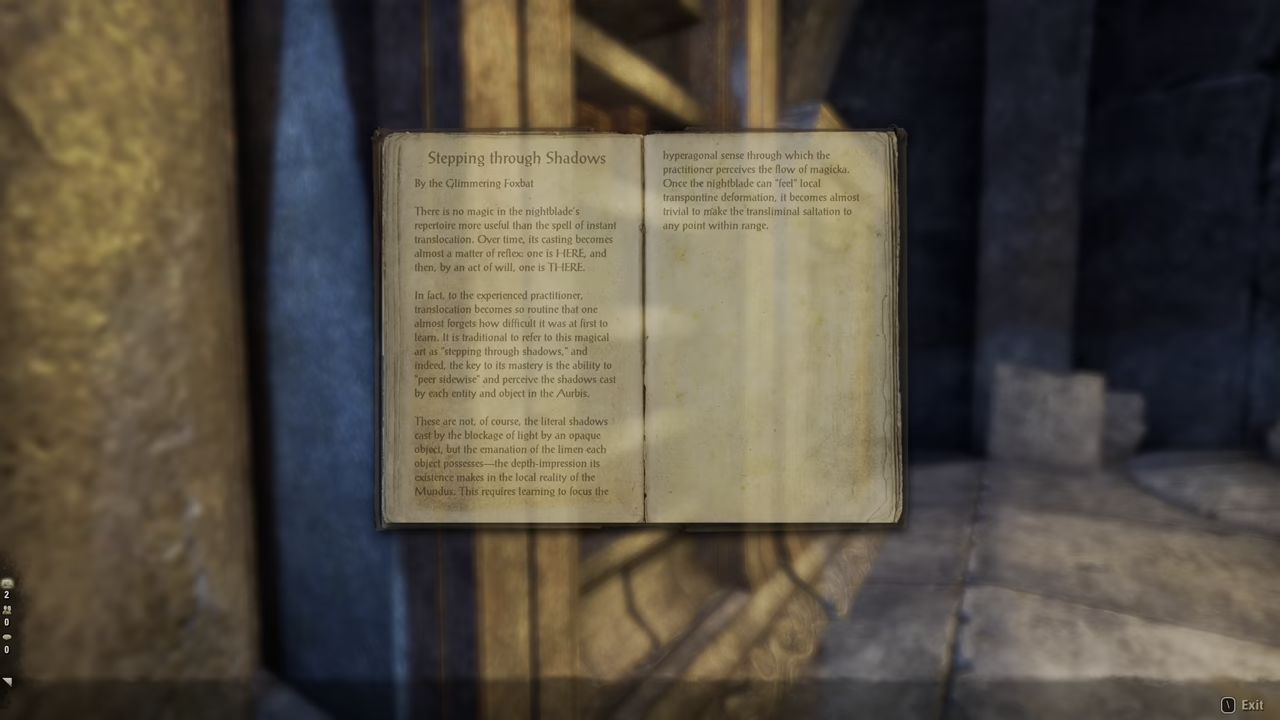 Stepping through Shadows
By the Glimmering Foxbat
There is no magic in the nightblade's
repertoire more useful than the spell of instant
translocation. Over time, its casting becomes
almost a matter of reflex: one is HERE, and
then, by an act of will, one is THERE.
In fact, to the experienced practitioner,
translocation becomes so routine that one
almost forgets how difficult it was at first to
learn. It is traditional to refer to this magical
art as "stepping through shadows," and
indeed, the key to its mastery is the ability to
"peer sidewise" and perceive the shadows cast
by each entity and object in the Aurbis.
These are not, of course, the literal shadows
cast by the blockage of light by an opaque
object, but the emanation of the limen each
object possesses—the depth-impression its
existence makes in the local reality of the
Mundus. This requires learning to focus the
hyperagonal sense through which the
practitioner perceives the flow of magicka.
Once the nightblade can "feel" local
transpontine deformation, it becomes almost
trivial to make the transliminal saltation to
any point within range.
2
0
0
\ Exit